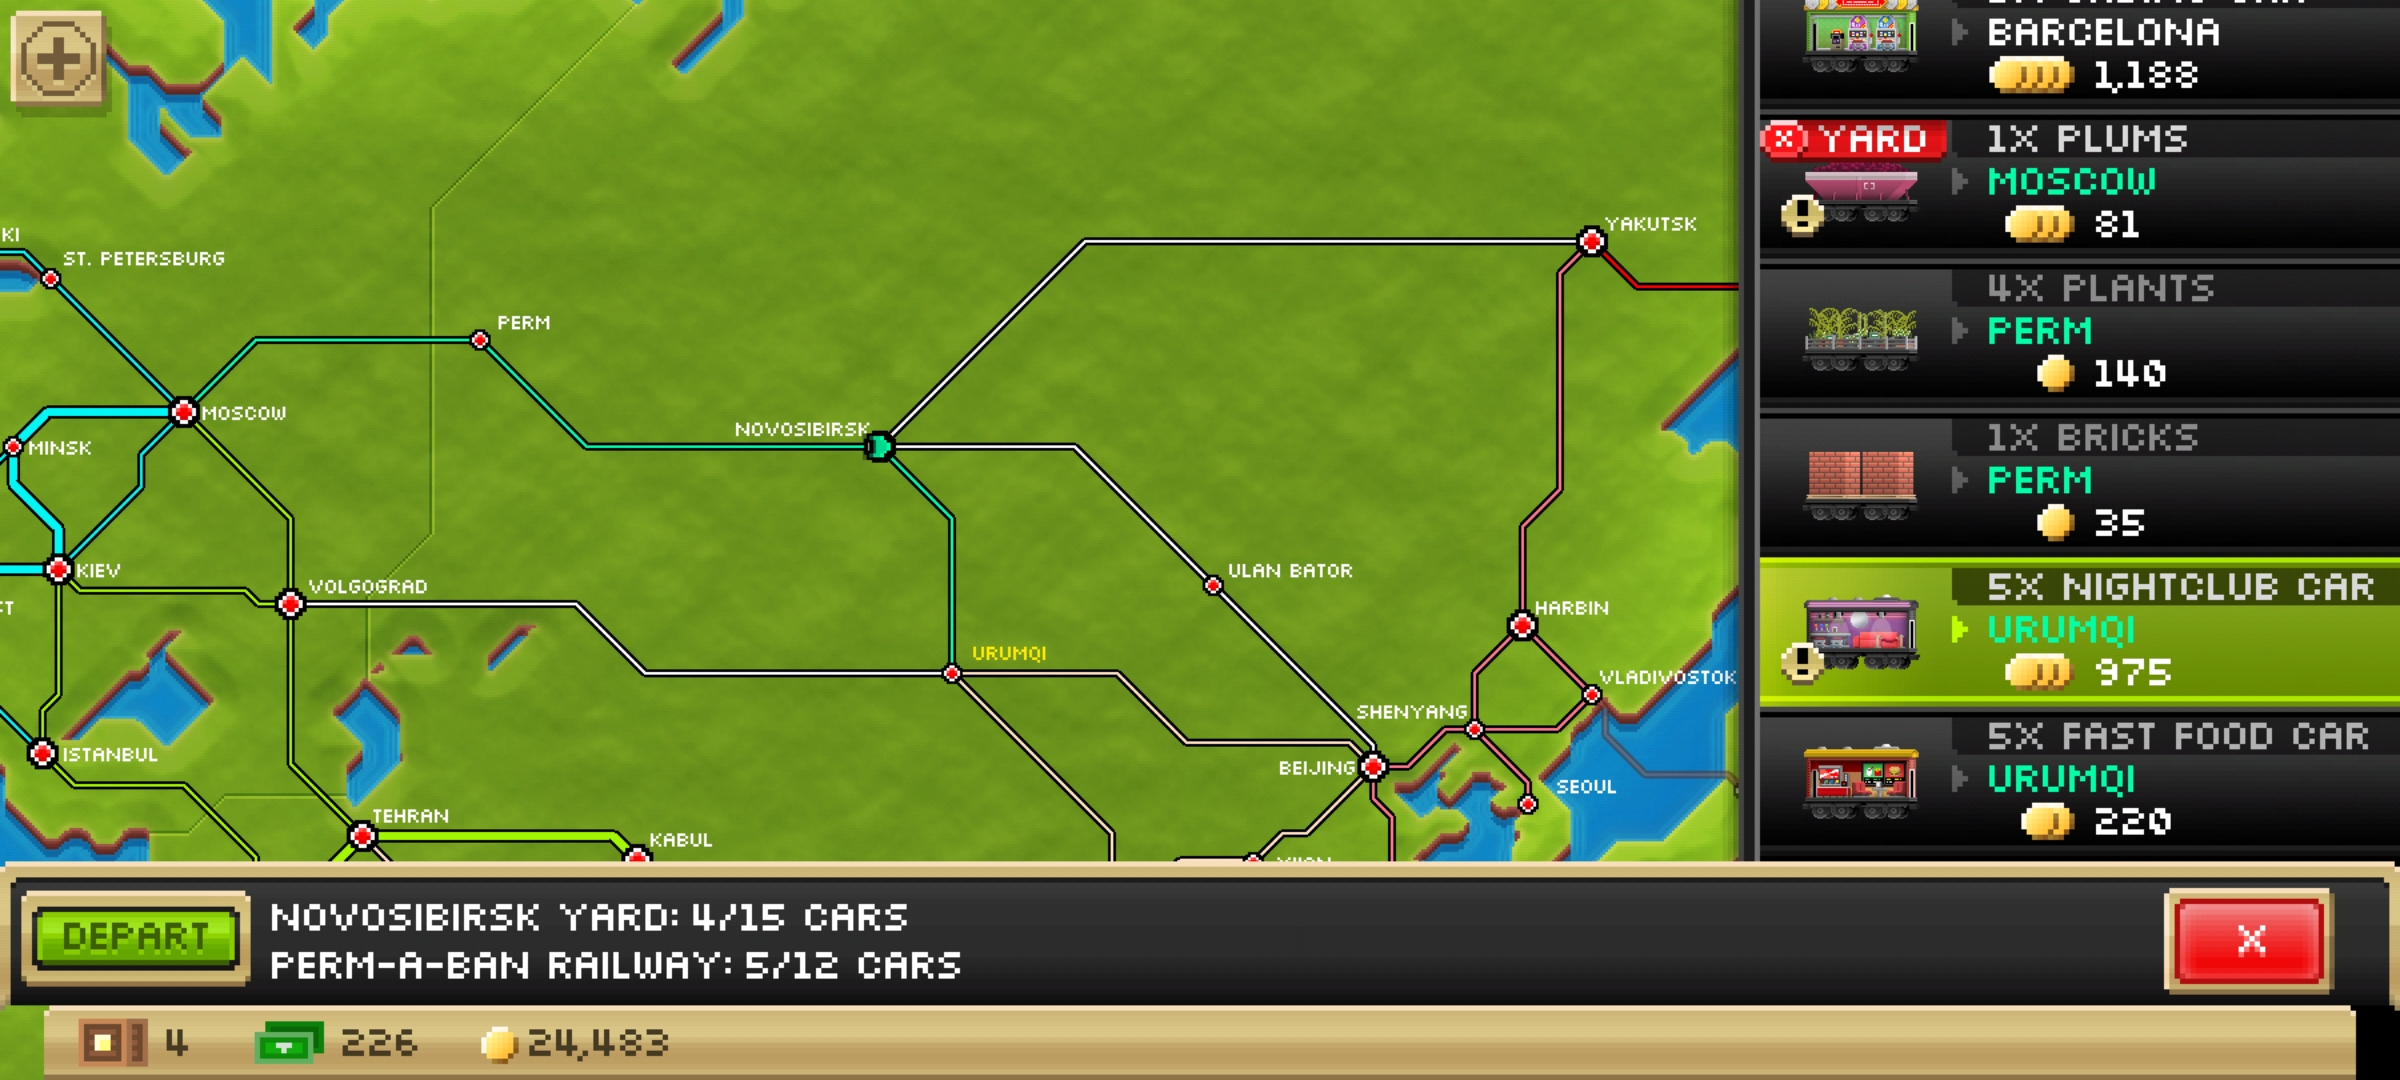 KI
ST. PETERSBURG
PERM
YAKUTSK
MOSCOW
NOVOSIBIRSK
MINSK
KIEV
ULAN BATOR
VOLGOGRAD
HARBIN
URUMQI
VLADIVOSTOK
SHENYANG
ISTANBUL
BEIJING
SEOUL
TEHRAN
KABUL
BARCELONA
1,188
YARD
1X PLUMS
MOSCOW
81
4X PLANTS
PERM
140
1X BRICKS
PERM
35
5X NIGHTCLUB CAR
URUMQI
975
5X FAST FOOD CAR
URUMQI
220
DEPART
NOVOSIBIRSK YARD: 4/15 CARS
PERM-A-BAN RAILWAY: 5/12 CARS
X
4
226
24,483